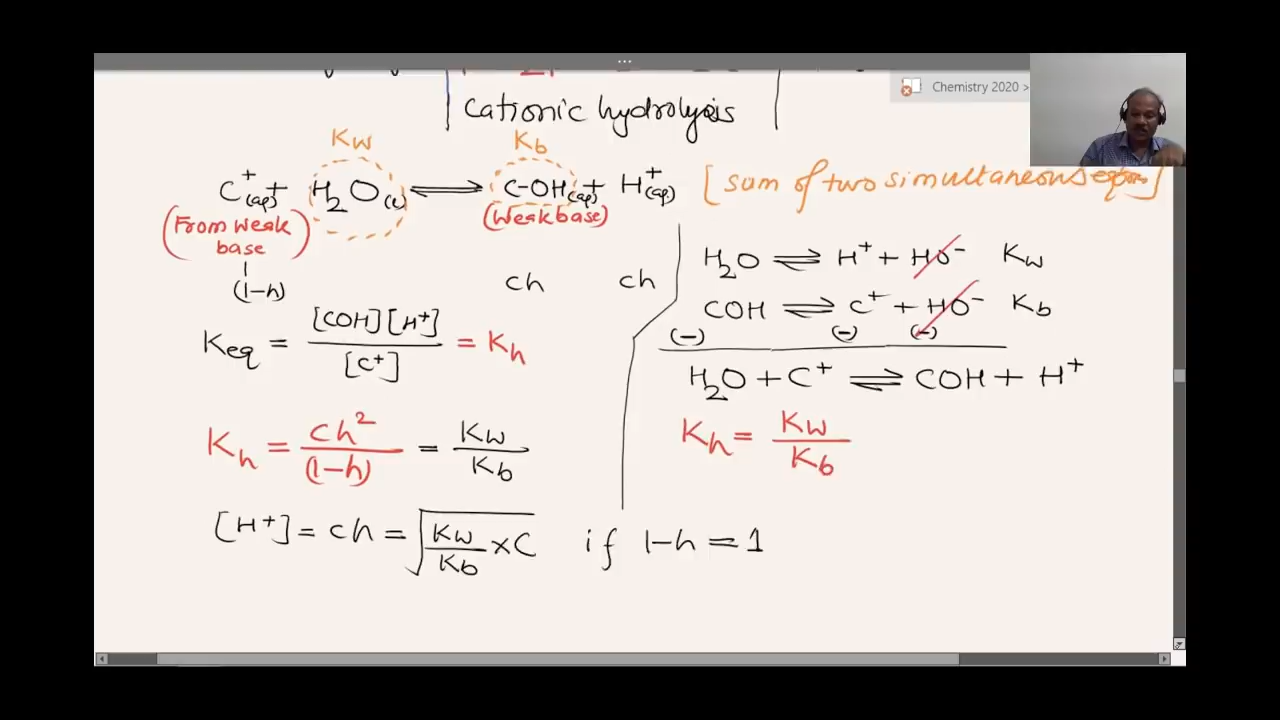 Chemistry 2020 >
cationic hydrolysis
Kw Kb
C⁺(aq) + H₂O(l) ⇌ C-OH(aq) + H⁺(aq) [sum of two simultaneous eqbms]
(From weak base) (Weak base)
(1-h) ch ch
H₂O ⇌ H⁺ + HO⁻ Kw
COH ⇌ C⁺ + HO⁻ Kb
(-) (-) (-)
H₂O + C⁺ ⇌ COH + H⁺
Kh = Kw/Kb
Keq = [COH][H⁺]/[C⁺] = Kh
Kh = Ch²/(1-h) = Kw/Kb
[H⁺] = ch = √(Kw/Kb × C) if 1-h = 1